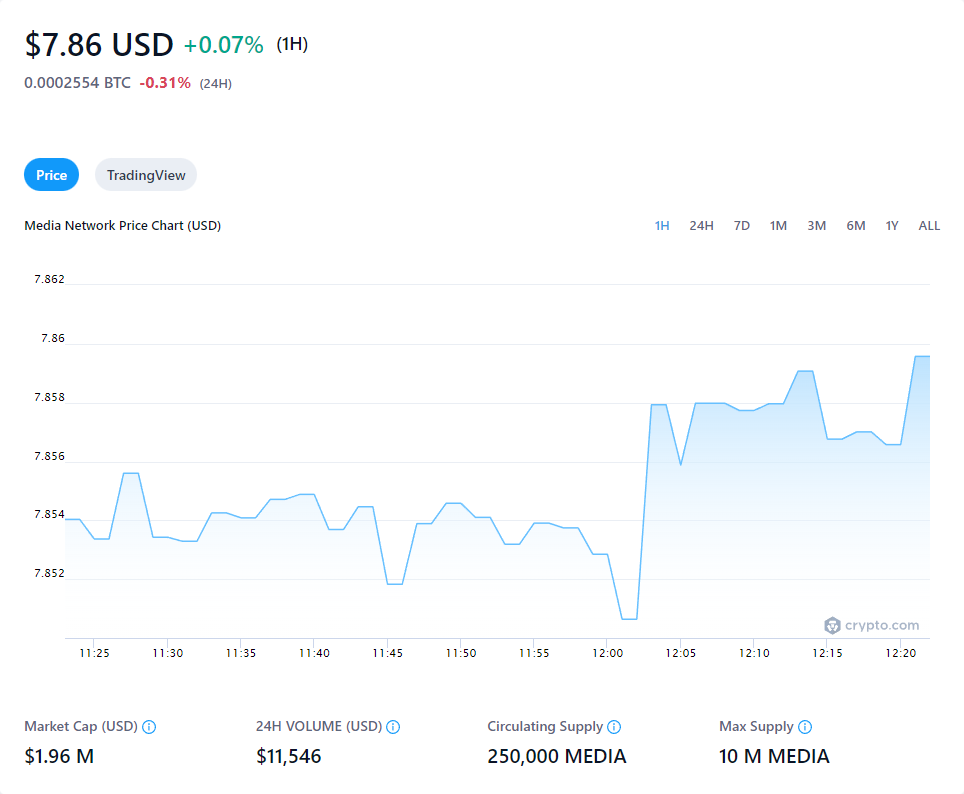 $7.86 USD +0.07% (1H)
0.0002554 BTC -0.31% (24H)
Price TradingView
Media Network Price Chart (USD) 1H 24H 7D 1M 3M 6M 1Y ALL
7.862
7.86
7.858
7.856
7.854
7.852
crypto.com
11:25 11:30 11:35 11:40 11:45 11:50 11:55 12:00 12:05 12:10 12:15 12:20
Market Cap (USD) 24H VOLUME (USD) Circulating Supply Max Supply
$1.96 M $11,546 250,000 MEDIA 10 M MEDIA